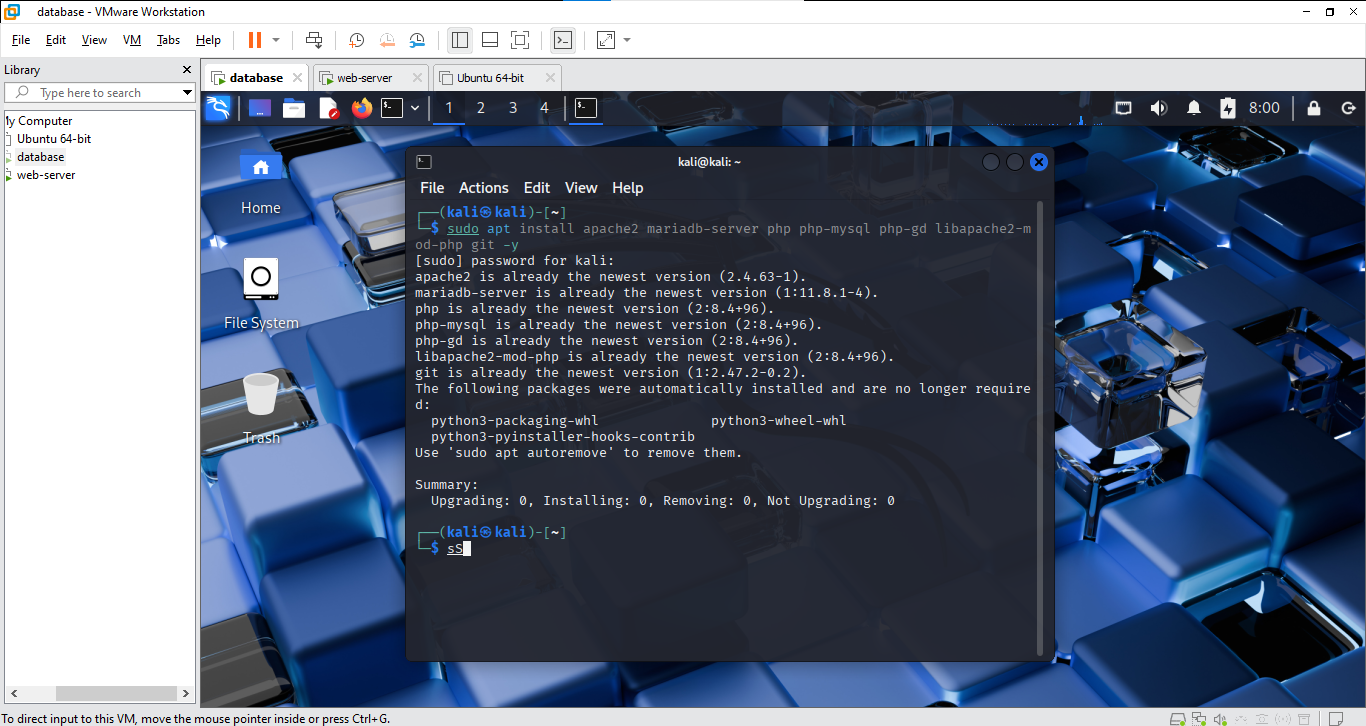 database - VMware Workstation
File Edit View VM Tabs Help
Library
Type here to search
database
web-server
Ubuntu 64-bit
1 2 3 4
8:00
ly Computer
Ubuntu 64-bit
database
web-server
Home
File System
Trash
kali@kali: ~
File Actions Edit View Help
┌──(kali㉿kali)-[~]
└─$ sudo apt install apache2 mariadb-server php php-mysql php-gd libapache2-m
od-php git -y
[sudo] password for kali:
apache2 is already the newest version (2.4.63-1).
mariadb-server is already the newest version (1:11.8.1-4).
php is already the newest version (2:8.4+96).
php-mysql is already the newest version (2:8.4+96).
php-gd is already the newest version (2:8.4+96).
libapache2-mod-php is already the newest version (2:8.4+96).
git is already the newest version (1:2.47.2-0.2).
The following packages were automatically installed and are no longer require
d:
python3-packaging-whl python3-wheel-whl
python3-pyinstaller-hooks-contrib
Use 'sudo apt autoremove' to remove them.
Summary:
Upgrading: 0, Installing: 0, Removing: 0, Not Upgrading: 0
┌──(kali㉿kali)-[~]
└─$ sS
To direct input to this VM, move the mouse pointer inside or press Ctrl+G.